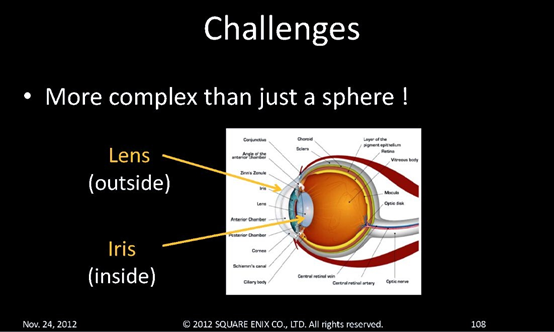 Challenges
• More complex than just a sphere !
Lens
(outside)
Iris
(inside)
Conjunctive
Angle of the
anterior Chamber
Zinn's Zonule
Iris
Lens
Anterior Chamber
Posterior Chamber
Cornea
Schlemm's canal
Ciliary body
Choroid
Sclera
Layer of the
pigment epitelium
Retina
Vitreous body
Macula
Optic disk
Central retinal vein
Central retinal artery
Optic nerve
Nov. 24, 2012
© 2012 SQUARE ENIX CO., LTD. All rights reserved.
108